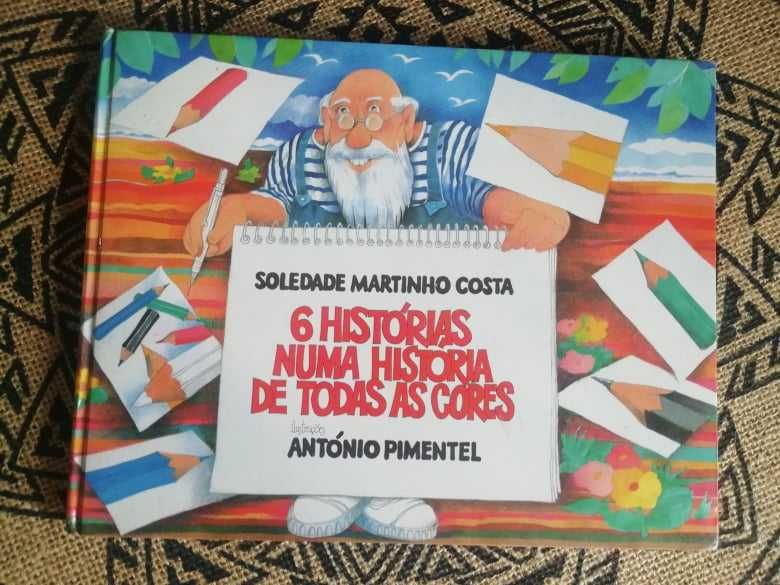 SOLEDADE MARTINHO COSTA
6 HISTÓRIAS
NUMA HISTÓRIA
DE TODAS AS CORES
ilustrações
ANTÓNIO PIMENTEL